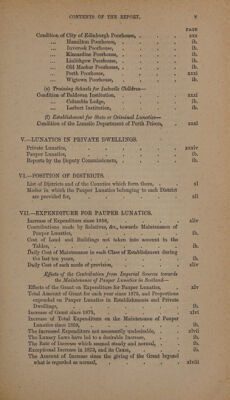 CONTENTS OF THE REPORT. v
PAGE
Condition of City of Edinburgh Poorhouse, . . . xxx
... Hamilton Poorhouse, . . . ib.
... Inveresk Poorhouse, . . . ib.
... Kincardine Poorhouse, . . . ib.
... Linlithgow Poorhouse, . . . ib.
... Old Machar Poorhouse, . . . ib.
... Perth Poorhouse, . . . xxxi
... Wigtown Poorhouse, . . . ib.
(e) Training Schools for Imbecile Children—
Condition of Baldovan Institution, . . . xxxi
... Columbia Lodge, . . . ib.
... Larbert Institution, . . . ib.
(f) Establishment for State or Criminal Lunatics—
Condition of the Lunatic Department of Perth Prison, . xxxi
V.—LUNATICS IN PRIVATE DWELLINGS.
Private Lunatics, . . . xxxiv
Pauper Lunatics, . . . ib.
Reports by the Deputy Commissioners, . . . ib.
VI.—POSITION OF DISTRICTS.
List of Districts and of the Counties which form them, . xl
Modes in which the Pauper Lunatics belonging to each District
are provided for, . . . xli
VII.—EXPENDITURE FOR PAUPER LUNATICS.
Increase of Expenditure since 1858, . . . xliv
Contributions made by Relatives, &c., towards Maintenance of
Pauper Lunatics, . . . ib.
Cost of Land and Buildings not taken into account in the
Tables, . . . ib.
Daily Cost of Maintenance in each Class of Establishment during
the last ten years, . . . ib.
Daily Cost of each mode of provision, . . . xliv
Effects of the Contribution from Imperial Sources towards
the Maintenance of Pauper Lunatics in Scotland—
Effects of the Grant on Expenditure for Pauper Lunatics, xlv
Total Amount of Grant for each year since 1875, and Proportions
expended on Pauper Lunatics in Establishments and Private
Dwellings, . . . ib.
Increase of Grant since 1875, . . . xlvi
Increase of Total Expenditure on the Maintenance of Pauper
Lunatics since 1859, . . . ib.
The increased Expenditure not necessarily undesirable, . xlvii
The Lunacy Laws have led to a desirable Increase, . ib.
The Rate of Increase which seemed steady and normal, . ib.
Exceptional Increase in 1873, and its Cause, . . ib.
The Amount of Increase since the giving of the Grant beyond
what is regarded as normal, . . . xlviii